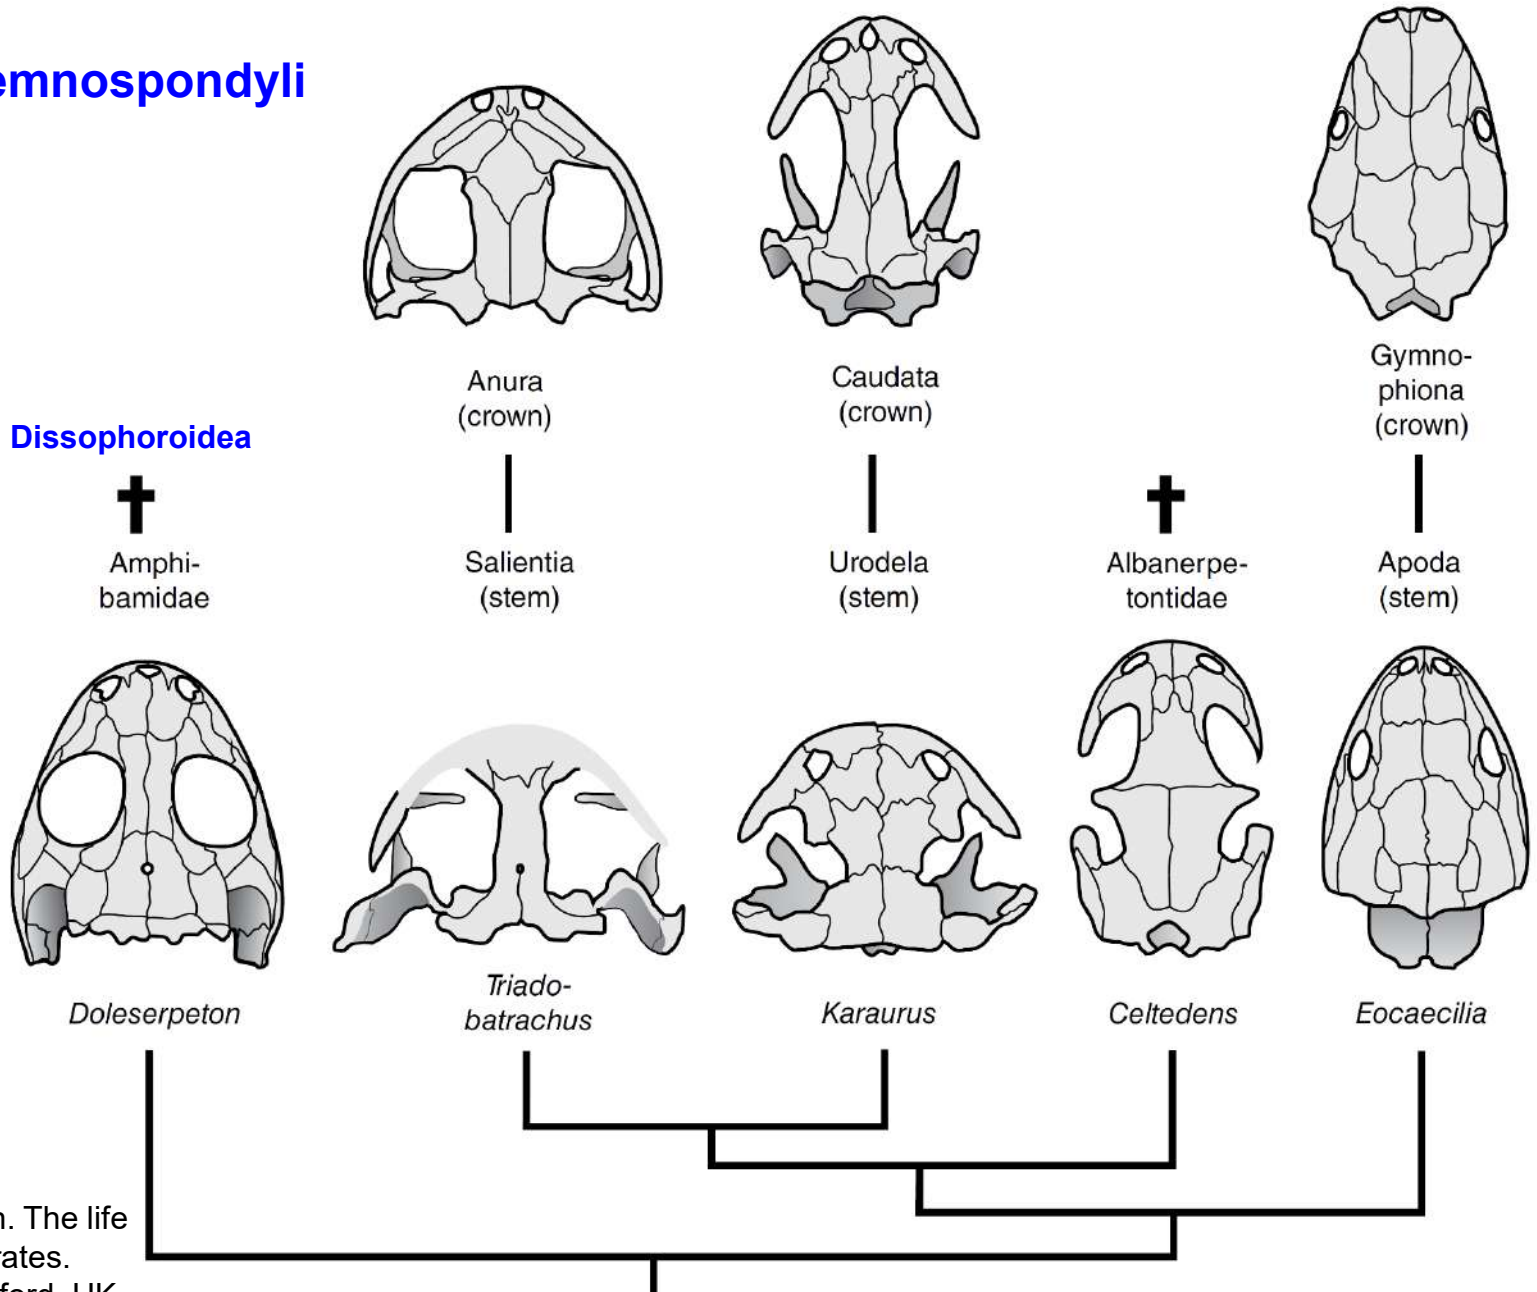 emnospondyli
Anura
(crown)
Caudata
(crown)
Gymno-
phiona
(crown)
Dissophoroidea
Amphi-
bamidae
Salientia
(stem)
Urodela
(stem)
Albanerpe-
tontidae
Apoda
(stem)
Doleserpeton
Triado-
batrachus
Karaurus
Celtedens
Eocaecilia
. The life
rates.